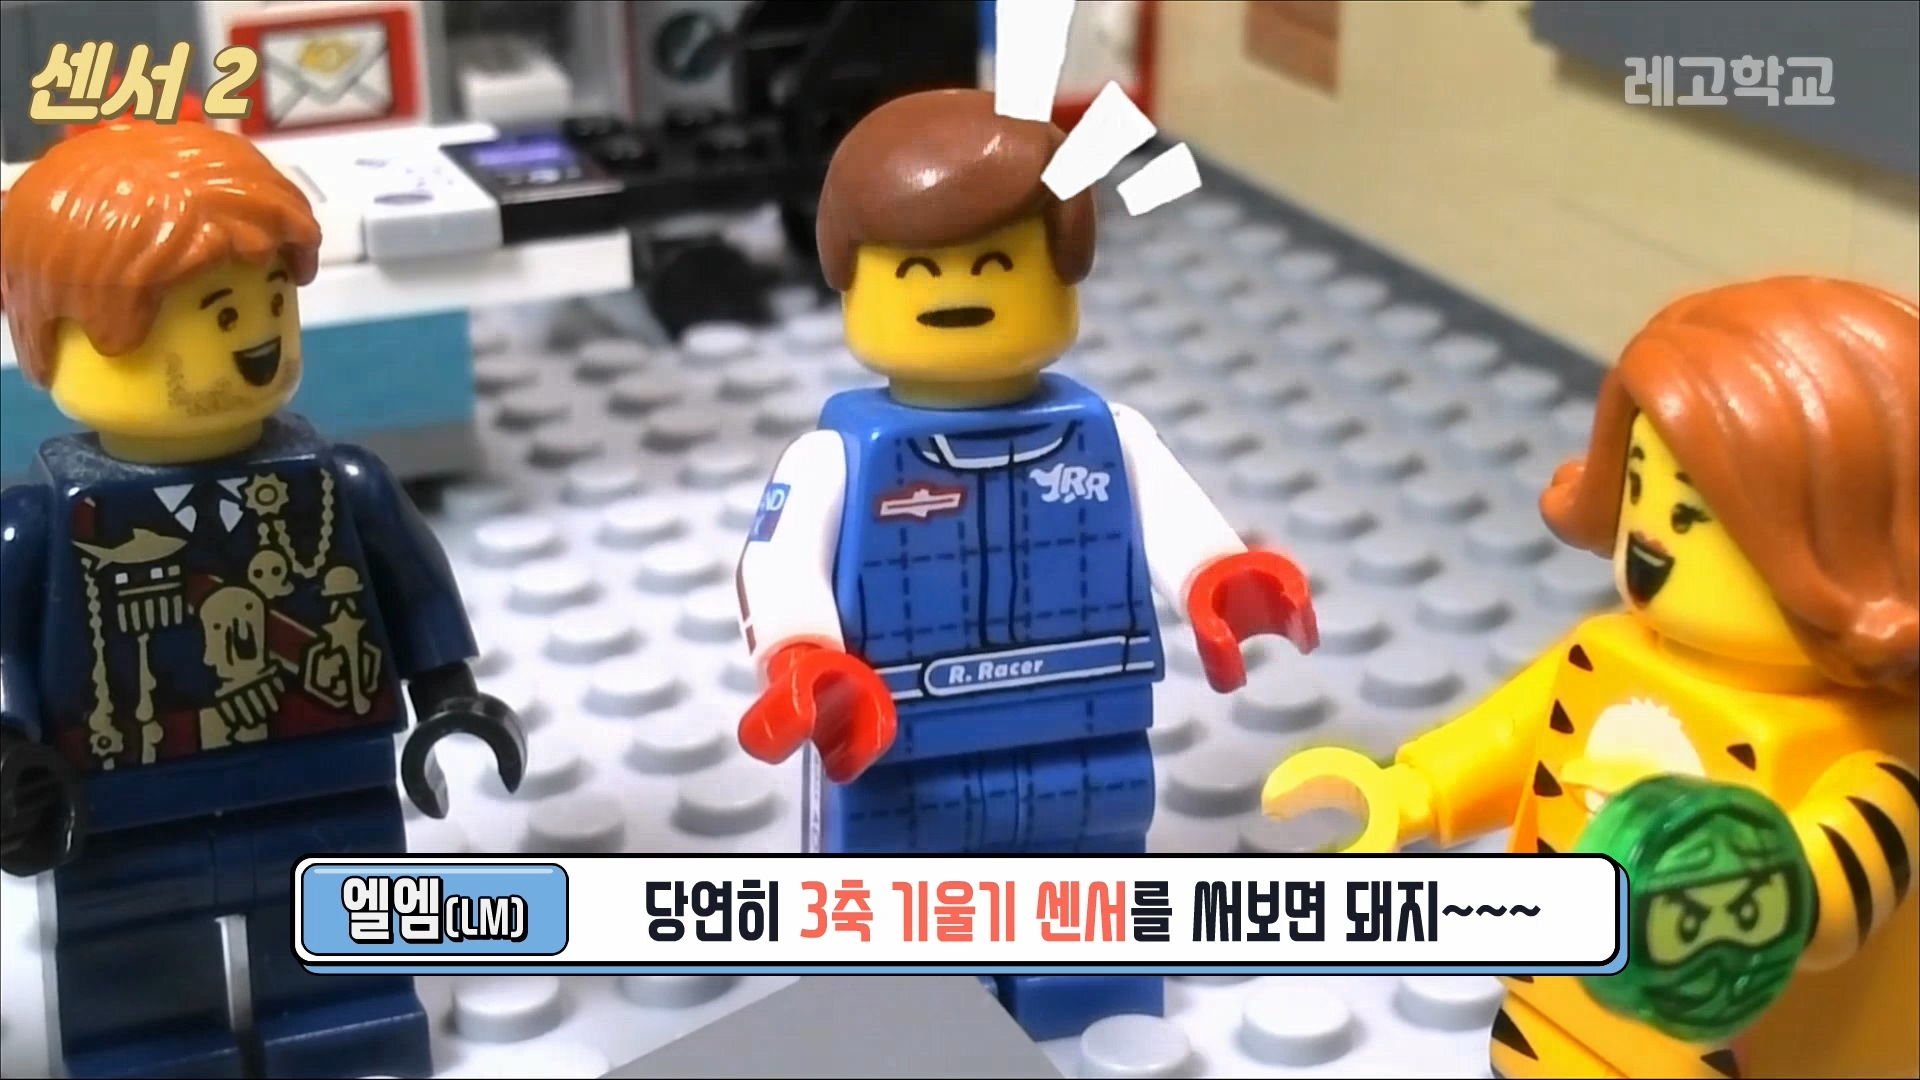 센서 2
레고학교
RR
R. Racer
엘엠(LM)
당연히 3축 기울기 센서를 써보면 돼지~~~